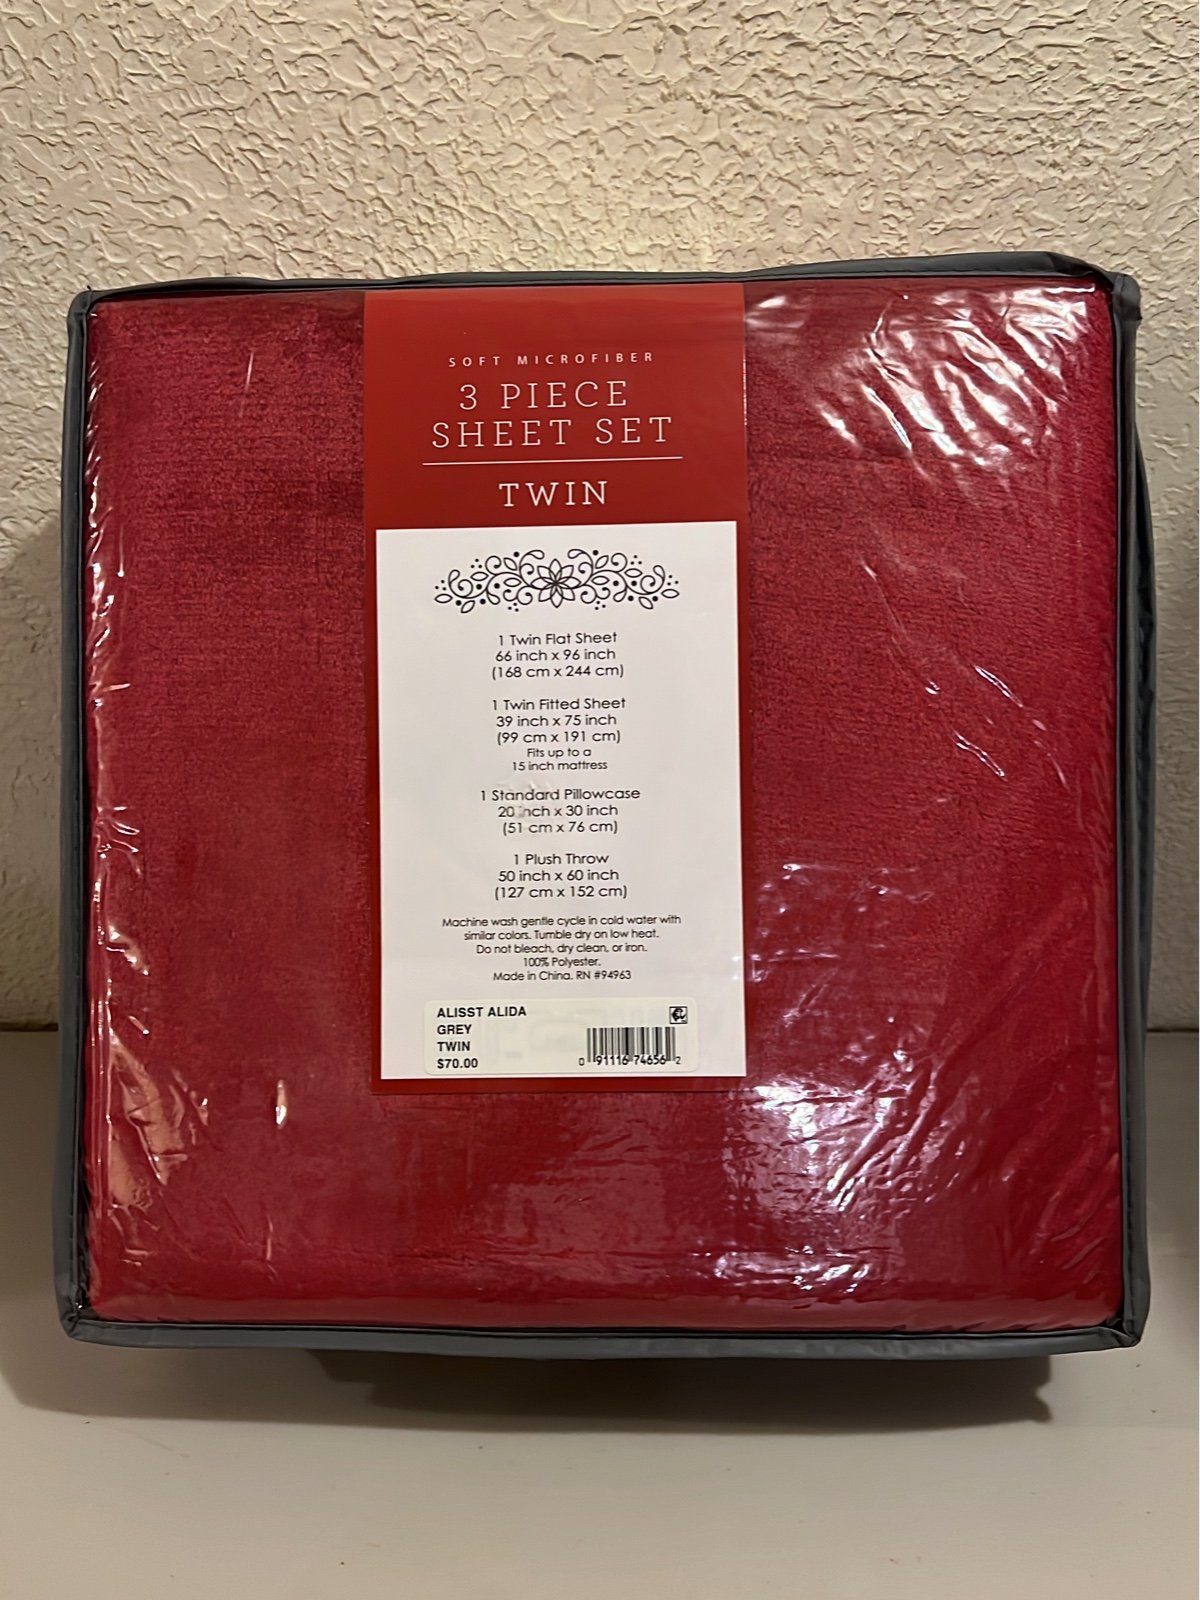 SOFT MICROFIBER
3 PIECE
SHEET SET
TWIN
1 Twin Flat Sheet
66 inch x 96 inch
(168 cm x 244 cm)
1 Twin Fitted Sheet
39 inch x 75 inch
(99 cm x 191 cm)
Fits up to a
15 inch mattress
1 Standard Pillowcase
20 inch x 30 inch
(51 cm x 76 cm)
1 Plush Throw
50 inch x 60 inch
(127 cm x 152 cm)
Machine wash gentle cycle in cold water with
similar colors. Tumble dry on low heat.
Do not bleach, dry clean, or iron.
100% Polyester.
Made in China. RN #94963
ALISST ALIDA
GREY
TWIN
$70.00
0 91116 74656 2